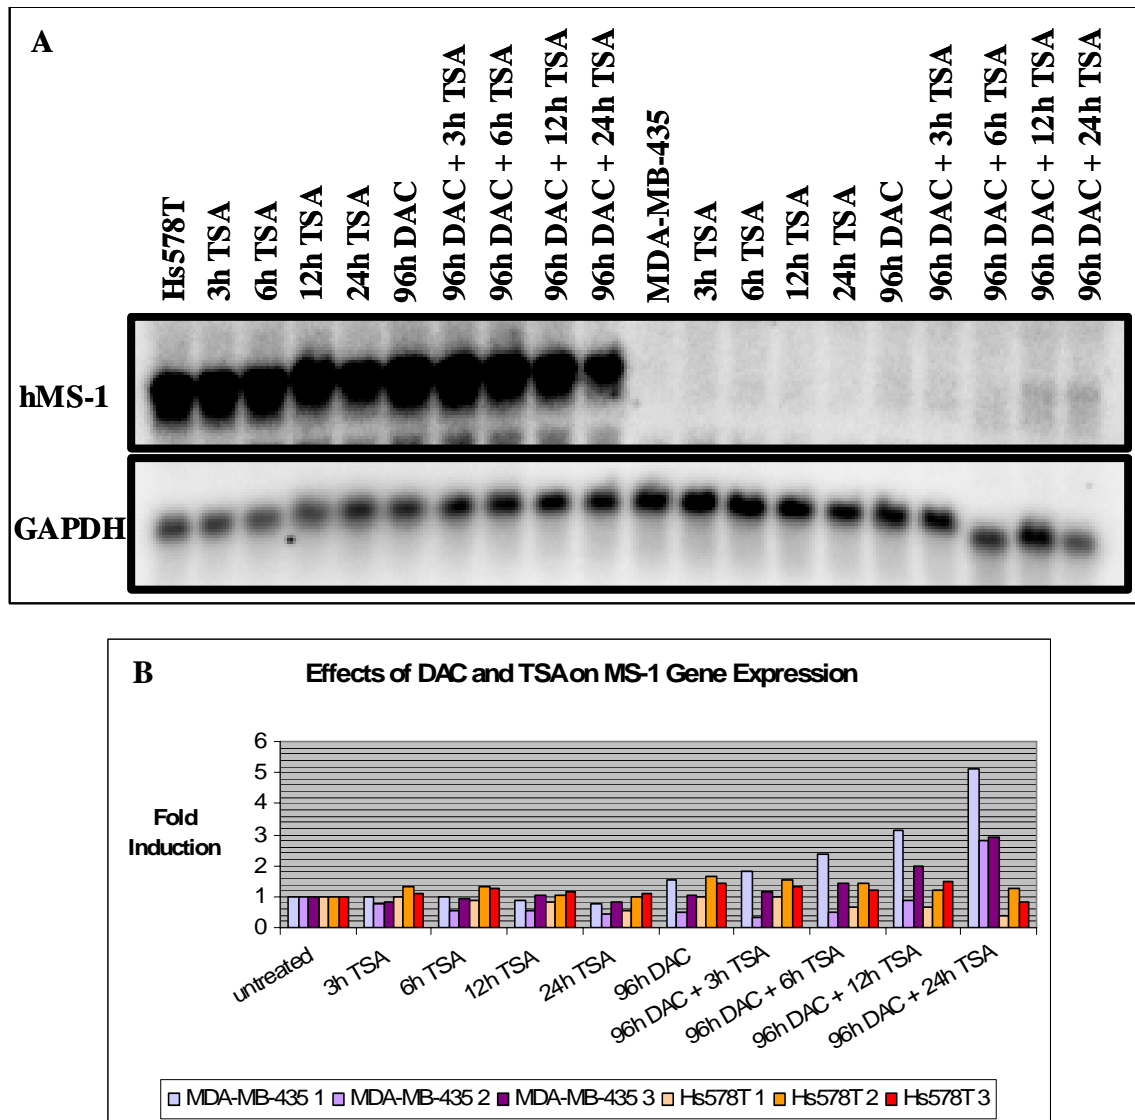 A
Hs578T
3h TSA
6h TSA
12h TSA
24h TSA
96h DAC
96h DAC + 3h TSA
96h DAC + 6h TSA
96h DAC + 12h TSA
96h DAC + 24h TSA
MDA-MB-435
3h TSA
6h TSA
12h TSA
24h TSA
96h DAC
96h DAC + 3h TSA
96h DAC + 6h TSA
96h DAC + 12h TSA
96h DAC + 24h TSA
hMS-1
GAPDH
B
Effects of DAC and TSA on MS-1 Gene Expression
Fold
Induction
6
5
4
3
2
1
0
untreated
3h TSA
6h TSA
12h TSA
24h TSA
96h DAC
96h DAC + 3h TSA
96h DAC + 6h TSA
96h DAC + 12h TSA
96h DAC + 24h TSA
MDA-MB-435 1 MDA-MB-435 2 MDA-MB-435 3 Hs578T 1 Hs578T 2 Hs578T 3